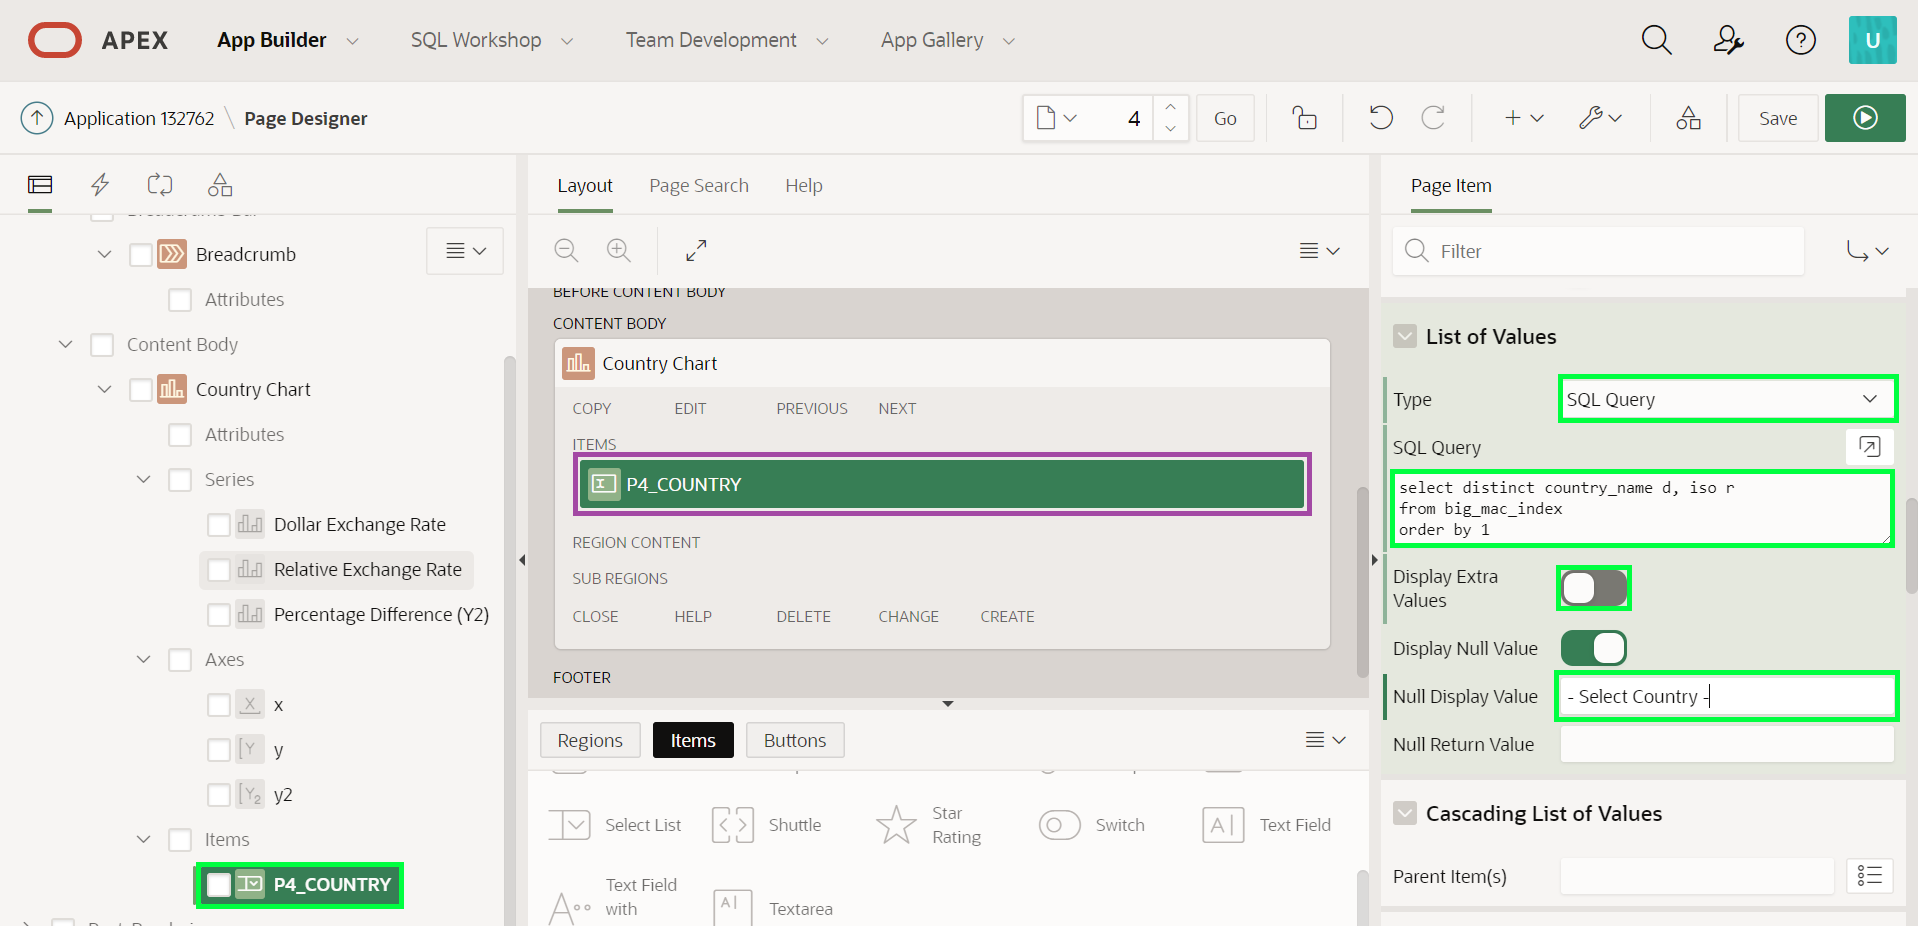 APEX
App Builder
SQL Workshop
Team Development
App Gallery
U
Application 132762 \ Page Designer
4
Go
Save
Breadcrumb
Attributes
Content Body
Country Chart
Attributes
Series
Dollar Exchange Rate
Relative Exchange Rate
Percentage Difference (Y2)
Axes
x
y
y2
Items
P4_COUNTRY
Layout
Page Search
Help
BEFORE CONTENT BODY
CONTENT BODY
Country Chart
COPY
EDIT
PREVIOUS
NEXT
ITEMS
P4_COUNTRY
REGION CONTENT
SUB REGIONS
CLOSE
HELP
DELETE
CHANGE
CREATE
FOOTER
Regions
Items
Buttons
Select List
Shuttle
Star
Rating
Switch
Text Field
Text Field
with
Textarea
Page Item
Filter
List of Values
Type
SQL Query
SQL Query
select distinct country_name d, iso r
from big_mac_index
order by 1
Display Extra
Values
Display Null Value
Null Display Value
- Select Country -
Null Return Value
Cascading List of Values
Parent Item(s)